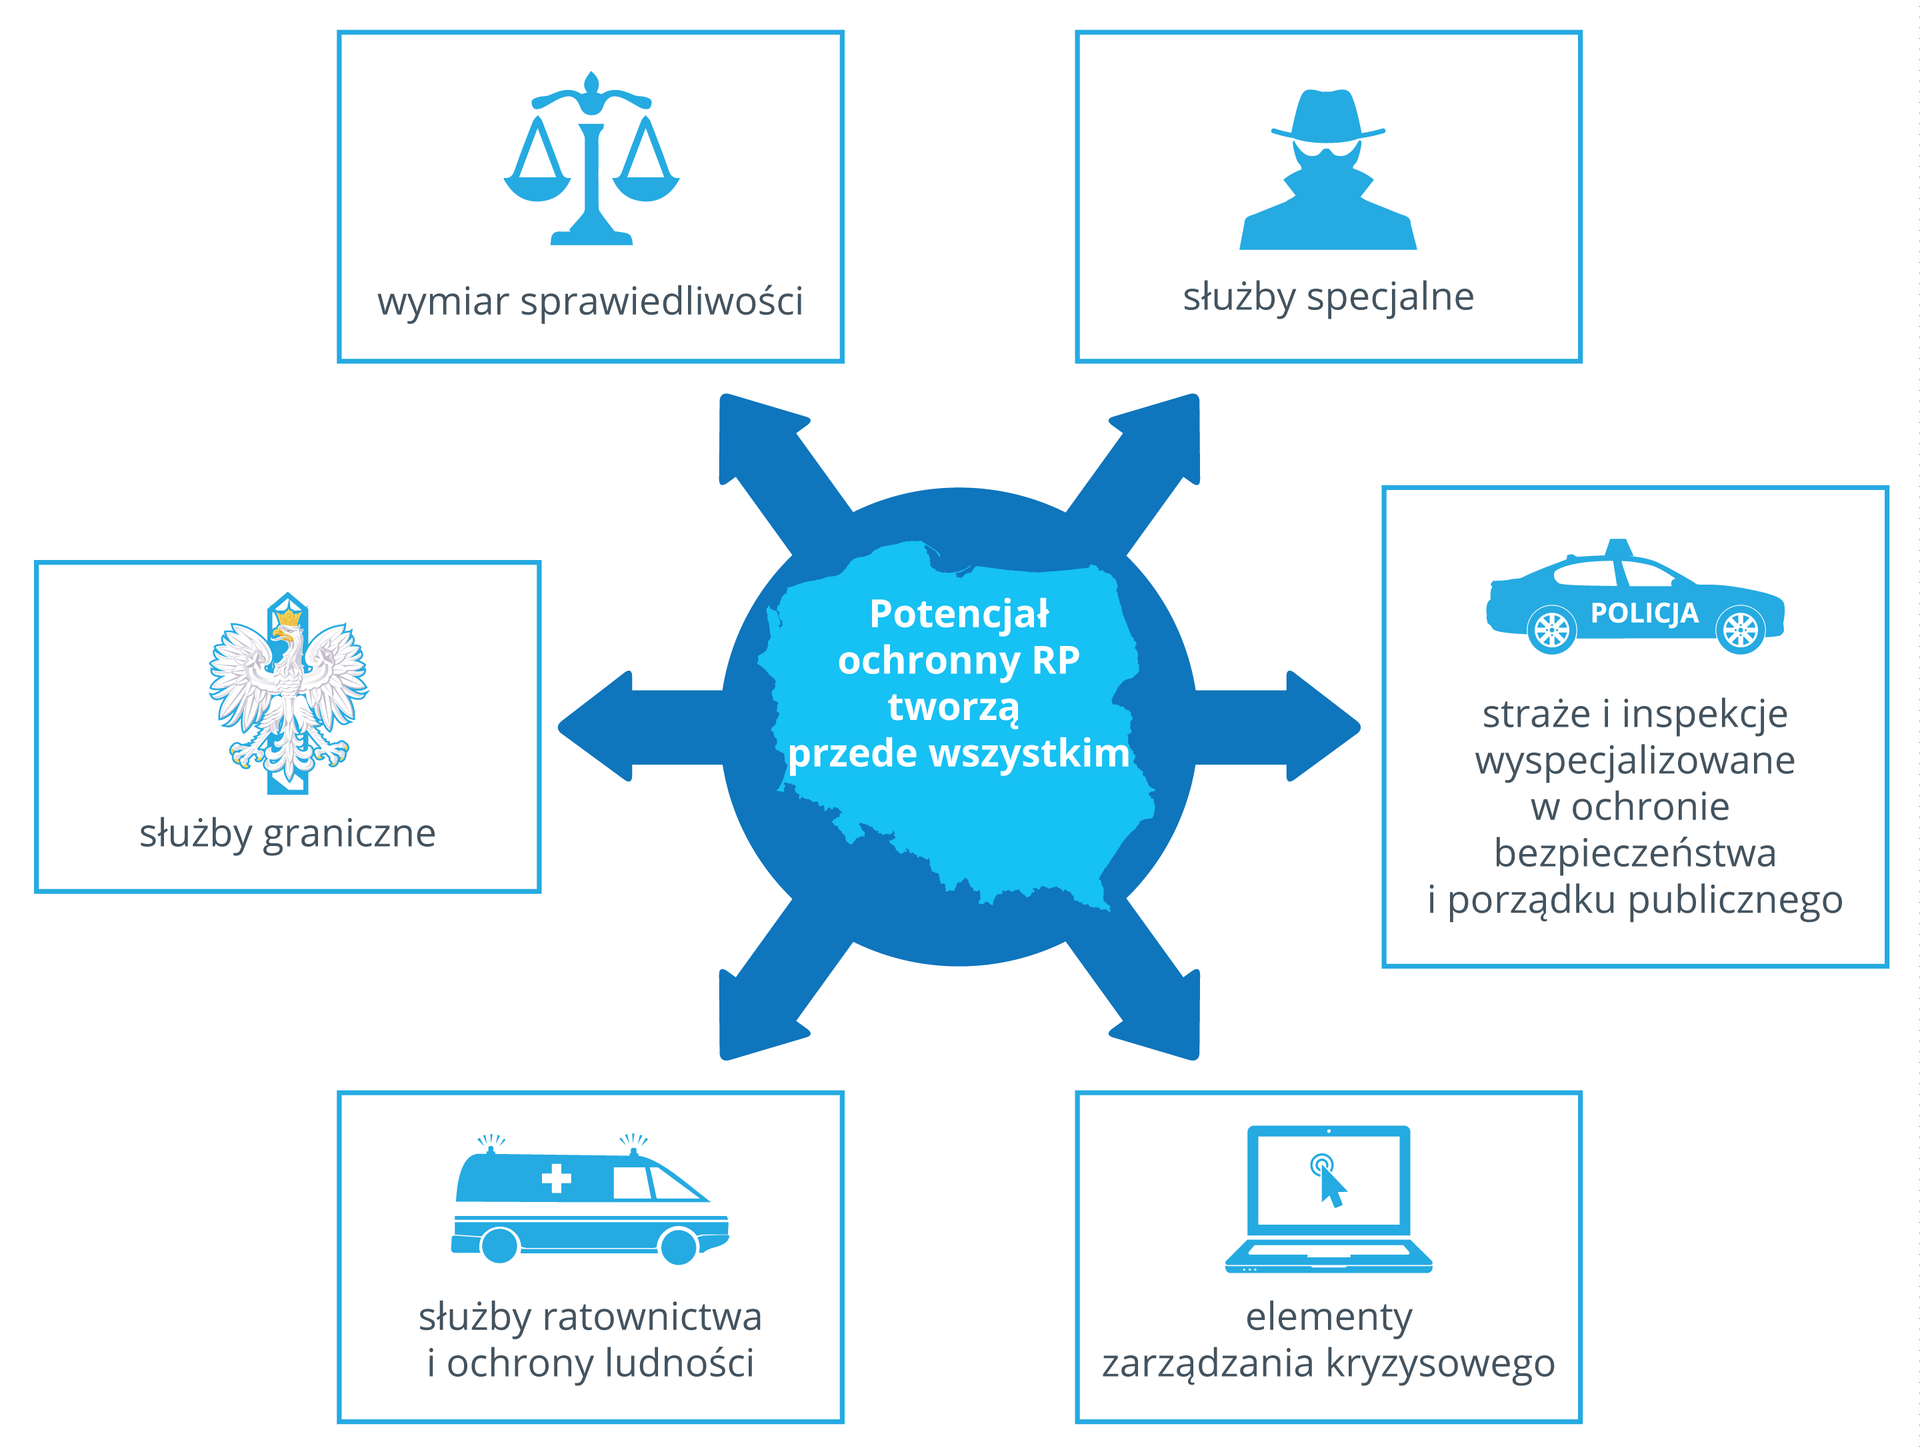 wymiar sprawiedliwości
służby specjalne
Potencjał
ochronny RP
tworzą
przede wszystkim
POLICJA
straże i inspekcje
wyspecjalizowane
w ochronie
bezpieczeństwa
i porządku publicznego
służby graniczne
służby ratownictwa
i ochrony ludności
elementy
zarządzania kryzysowego